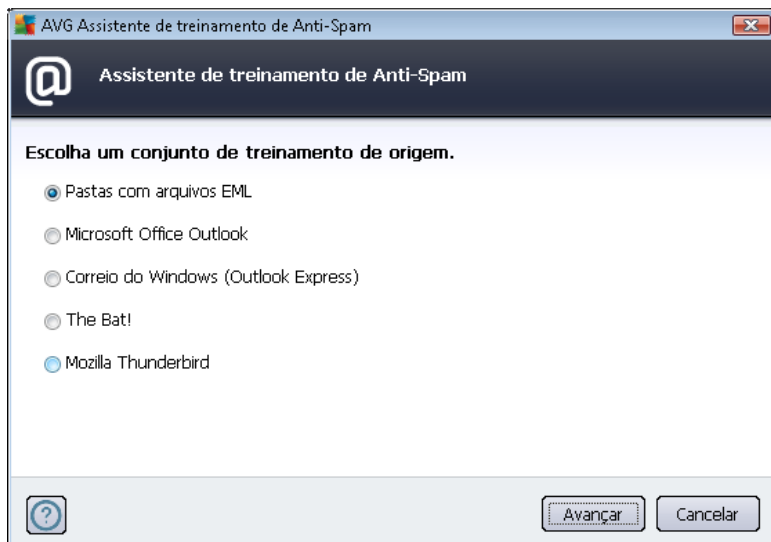 AVG Assistente de treinamento de Anti-Spam
Assistente de treinamento de Anti-Spam
Escolha um conjunto de treinamento de origem.
Pastas com arquivos EML
Microsoft Office Outlook
Correio do Windows (Outlook Express)
The Bat!
Mozilla Thunderbird
Avançar
Cancelar